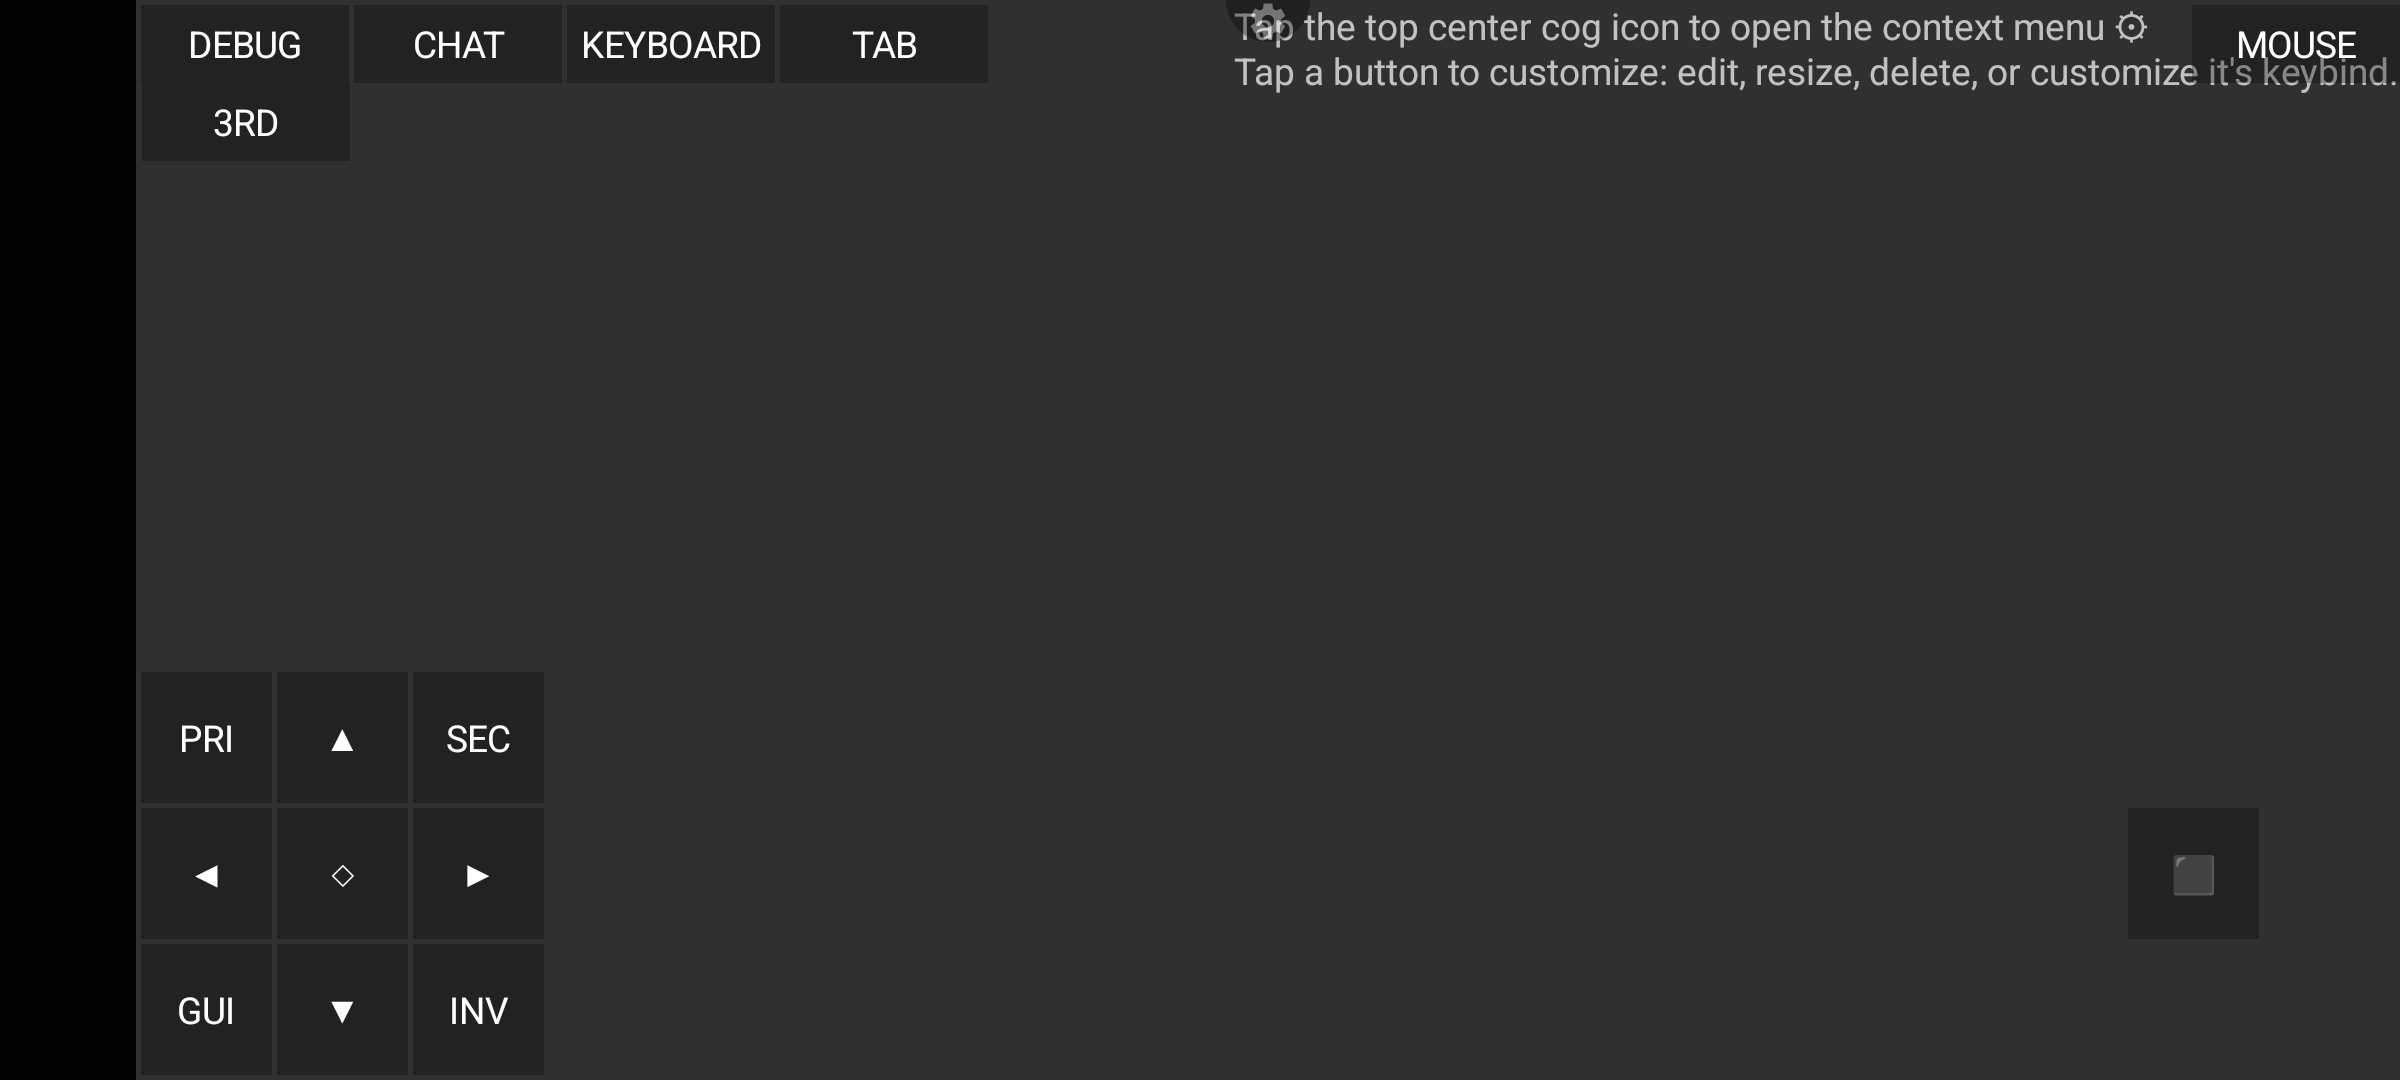 DEBUG CHAT KEYBOARD TAB
Tap the top center cog icon to open the context menu
Tap a button to customize: edit, resize, delete, or customize it's keybind.
MOUSE
3RD
PRI ▲ SEC
◀ ◇ ▶
GUI ▼ INV